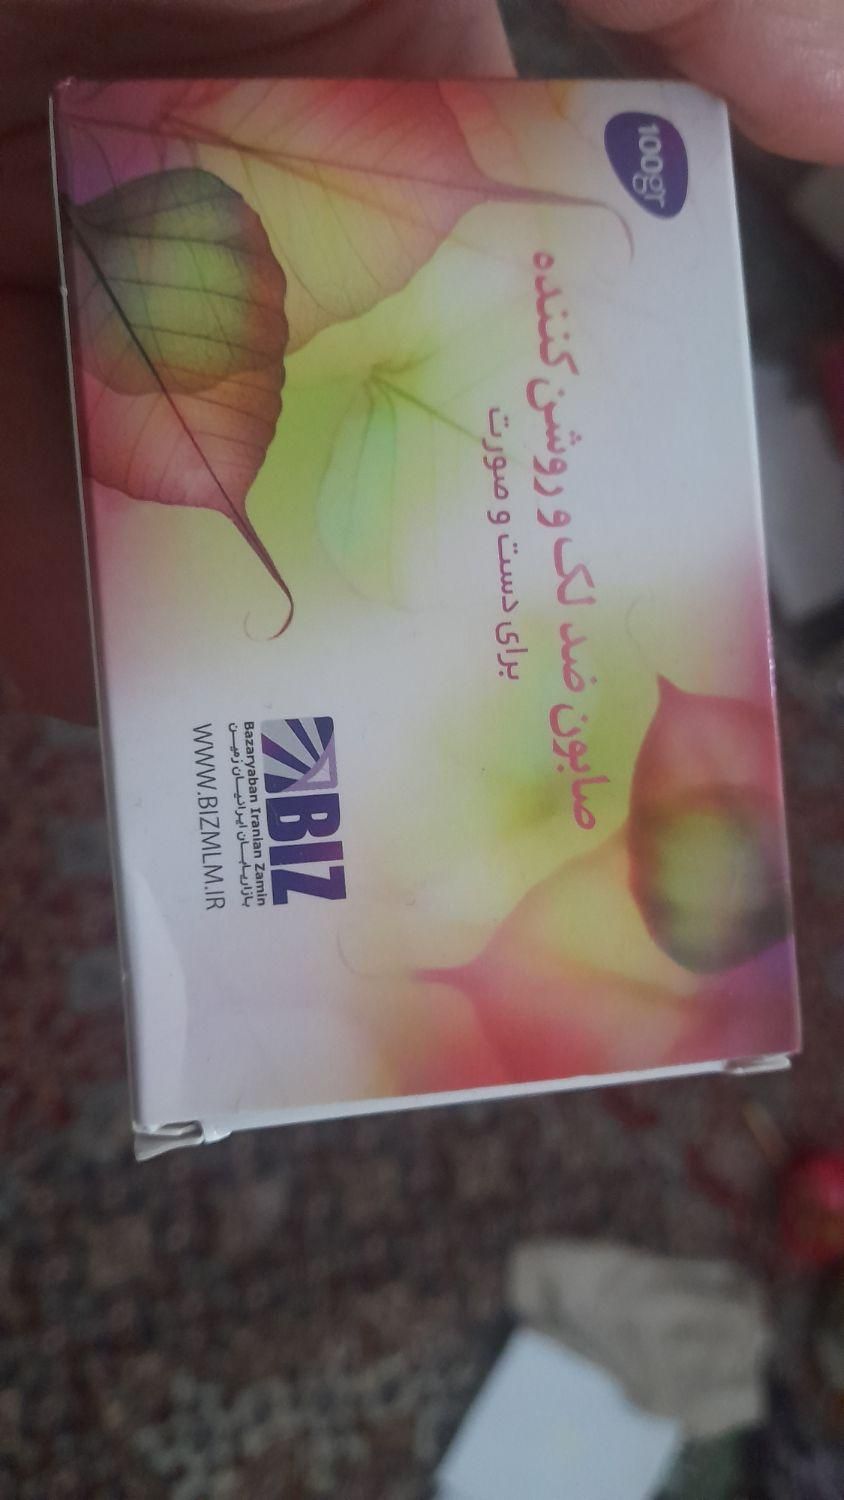 100gr
صابون ضد لک و روشن کننده
برای دست و صورت
BIZ
Bazaryaban Iranian Zamin
بازاریابان ایرانیان زمین
WWW.BIZMLM.IR